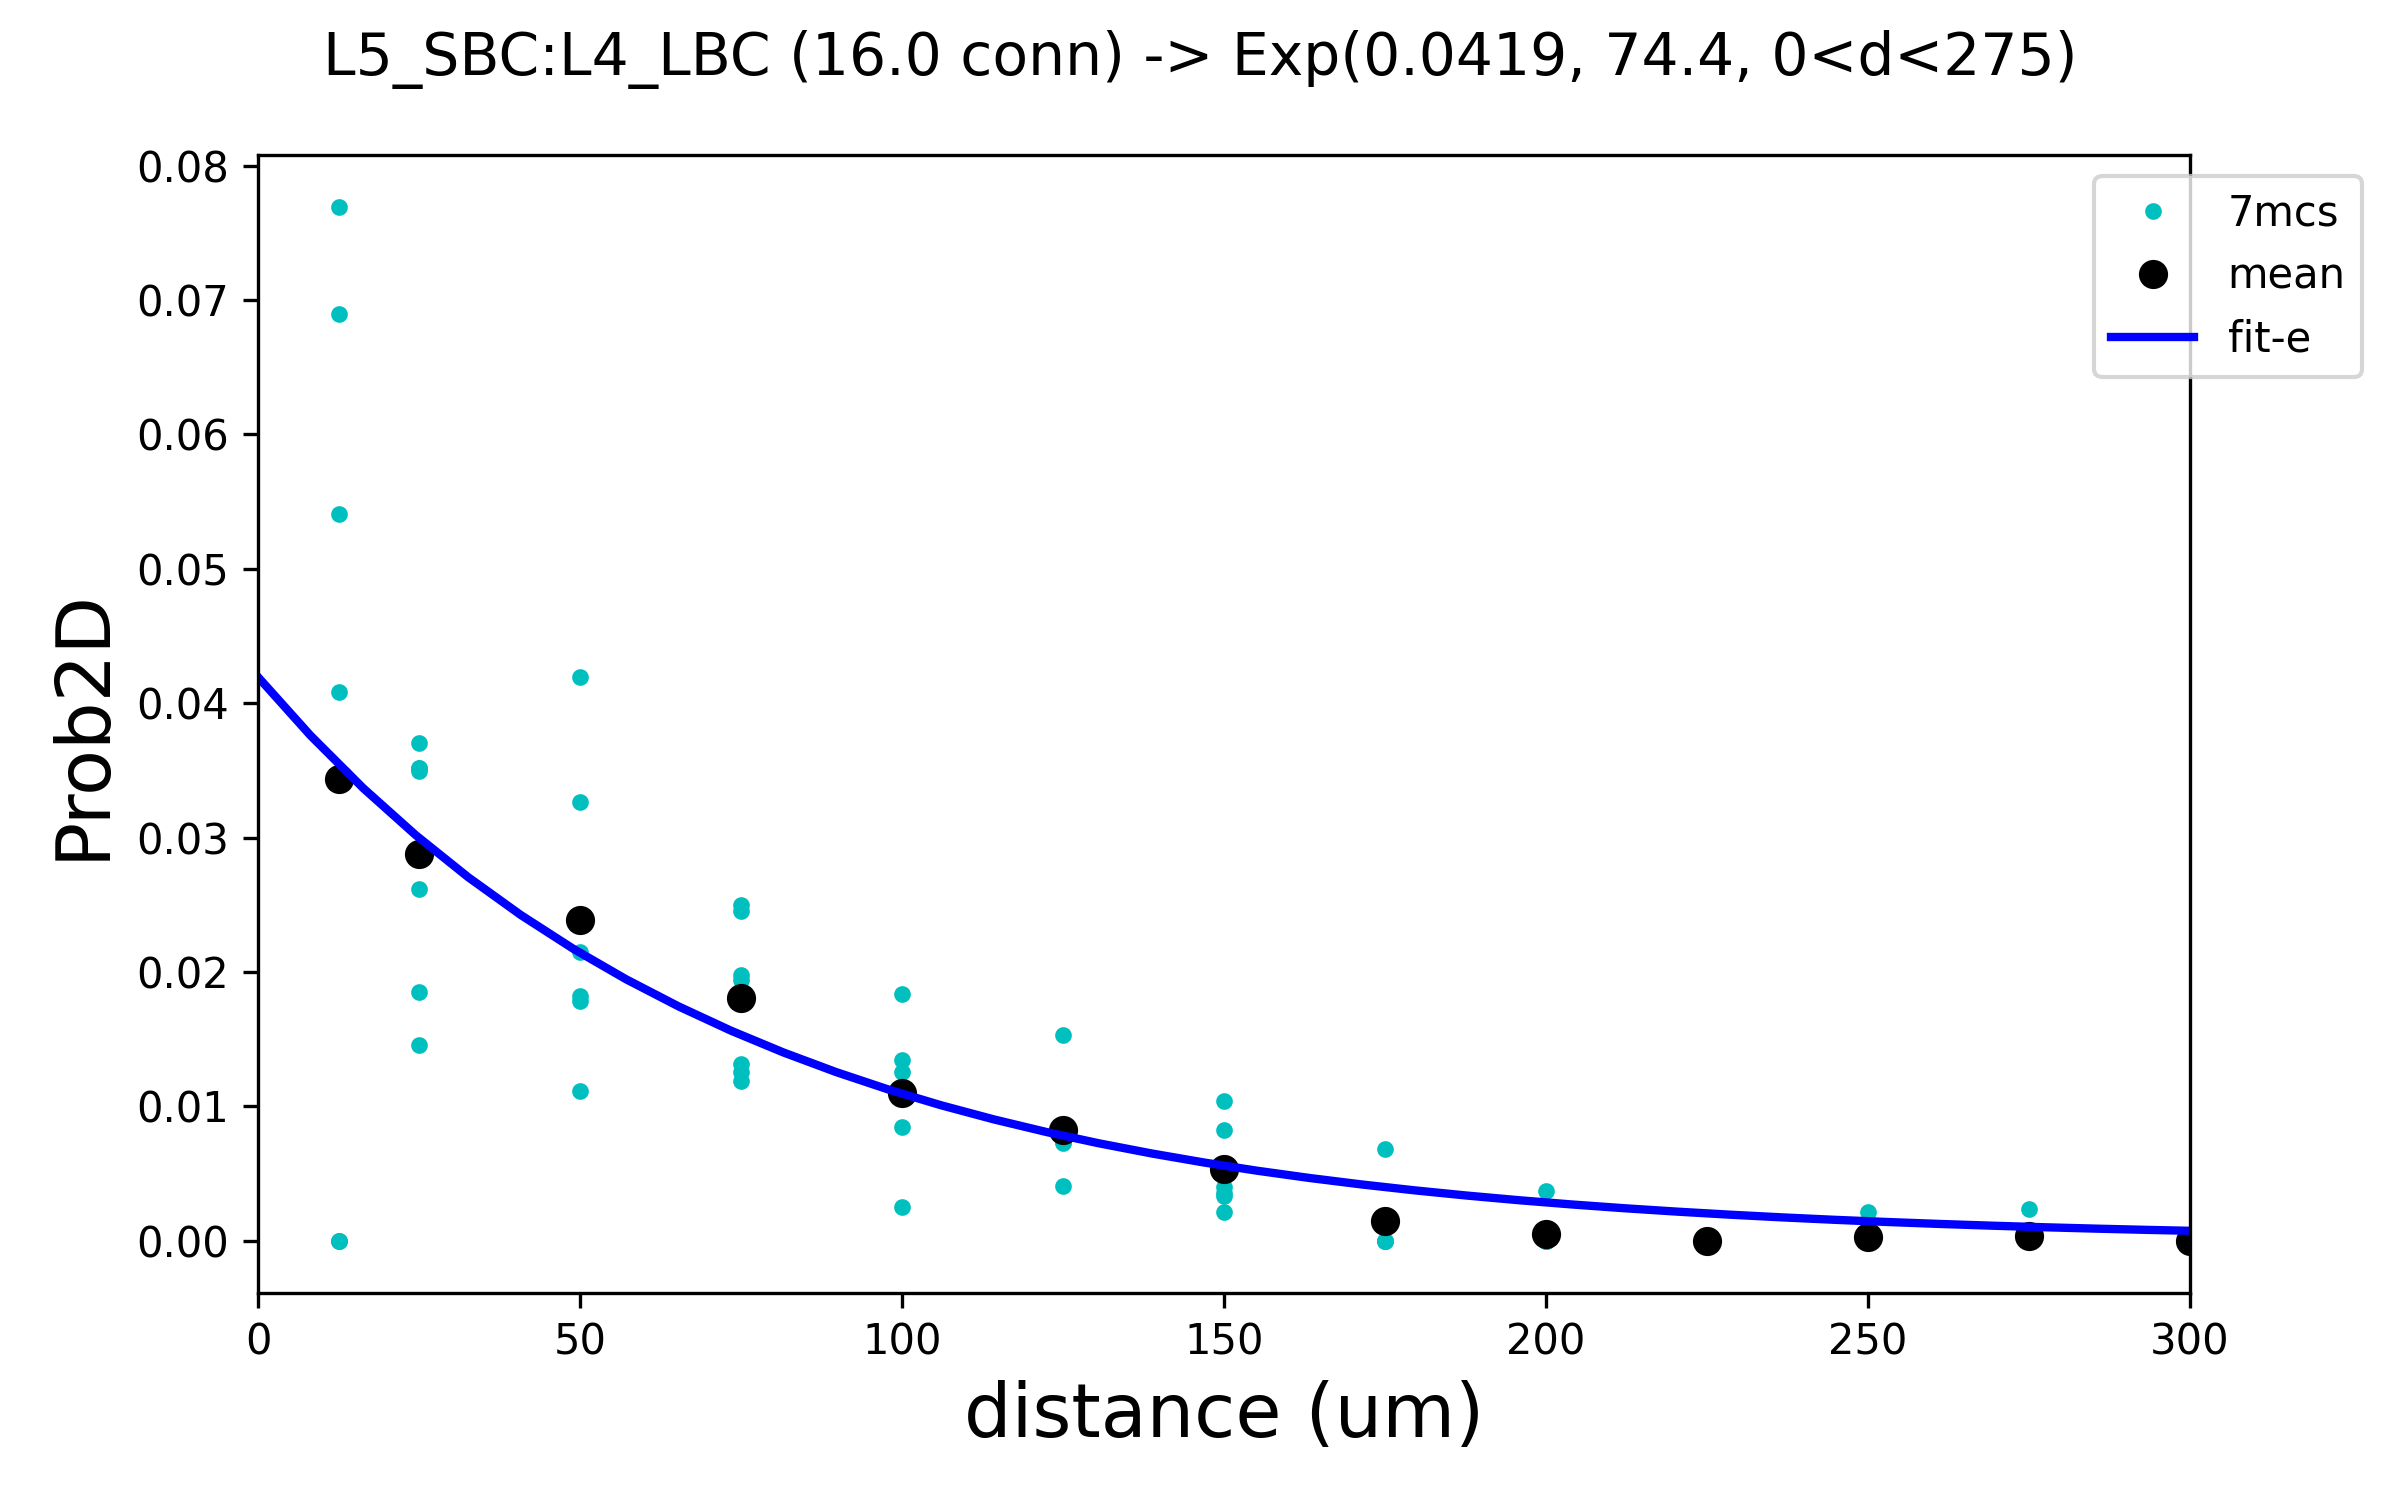 L5_SBC:L4_LBC (16.0 conn) -> Exp(0.0419, 74.4, 0<d<275)
0.08
0.07
0.06
0.05
0.04
0.03
0.02
0.01
0.00
Prob2D
7mcs
mean
fit-e
0
50
100
150
200
250
300
distance (um)